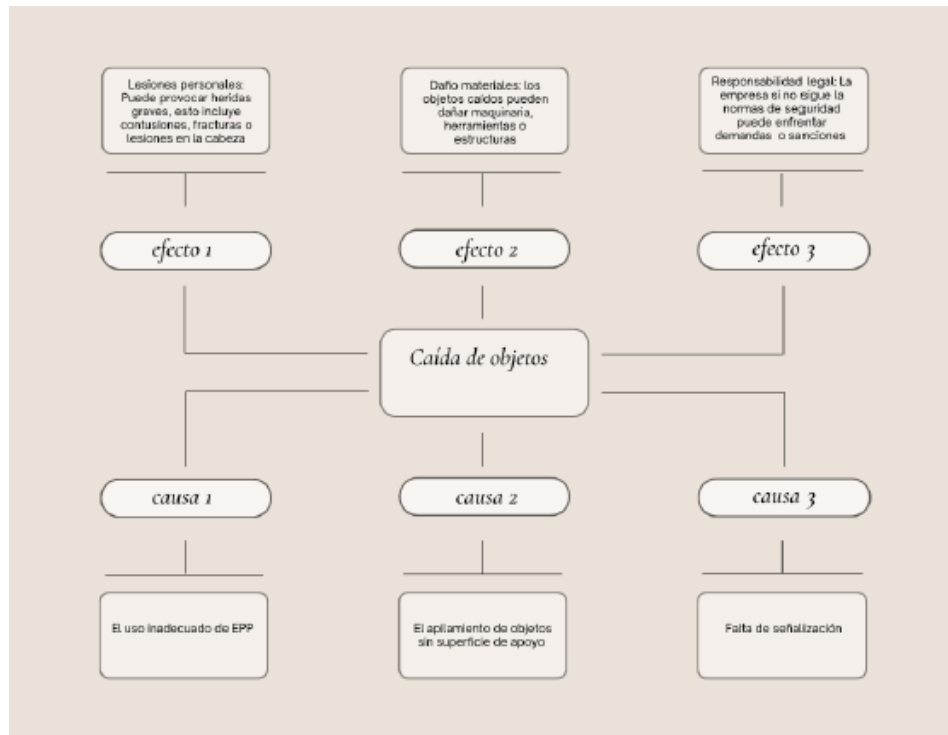 Lesiones personales:
Puede provocar heridas
graves, esto incluye
contusiones, fracturas o
lesiones en la cabeza
Daño materiales: los
objetos caídos pueden
dañar maquinaria,
herramientas o
estructuras
Responsabilidad legal: La
empresa si no sigue la
normas de seguridad
puede enfrentar
demandas o sanciones
efecto 1
efecto 2
efecto 3
Caída de objetos
causa 1
causa 2
causa 3
El uso inadecuado de EPP
El apilamiento de objetos
sin superficie de apoyo
Falta de señalización